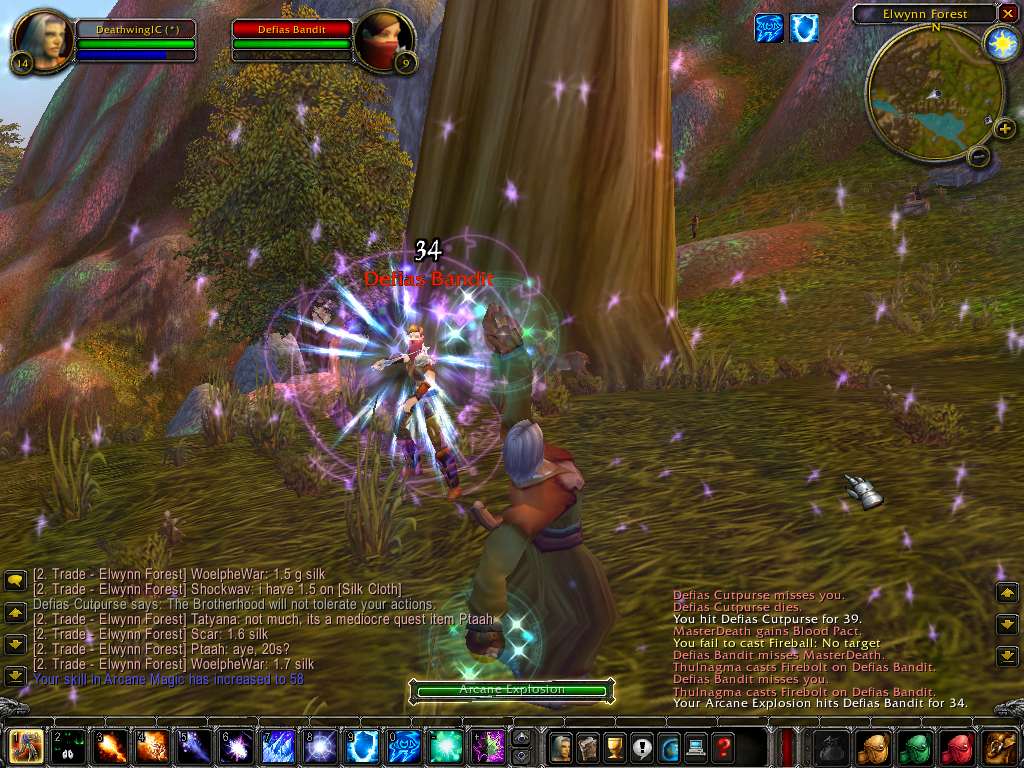 DeathwingIC (*)
14
Defias Bandit
9
Elwynn Forest
N
34
Defias Bandit
[2. Trade - Elwynn Forest] WoelpheWar: 1.5 g silk
[2. Trade - Elwynn Forest] Shockwav: i have 1.5 on [Silk Cloth]
Defias Cutpurse says: The Brotherhood will not tolerate your actions.
[2. Trade - Elwynn Forest] Tatyana: not much, its a mediocre quest item Ptaah
[2. Trade - Elwynn Forest] Scar: 1.6 silk
[2. Trade - Elwynn Forest] Ptaah: aye, 20s?
[2. Trade - Elwynn Forest] WoelpheWar: 1.7 silk
Your skill in Arcane Magic has increased to 58
Defias Cutpurse misses you.
Defias Cutpurse dies.
You hit Defias Cutpurse for 39.
MasterDeath gains Blood Pact.
You fail to cast Fireball: No target
Defias Bandit misses MasterDeath.
Thulnagma casts Firebolt on Defias Bandit.
Defias Bandit misses you.
Thulnagma casts Firebolt on Defias Bandit.
Your Arcane Explosion hits Defias Bandit for 34.
Arcane Explosion
2 3 4 5 6 8